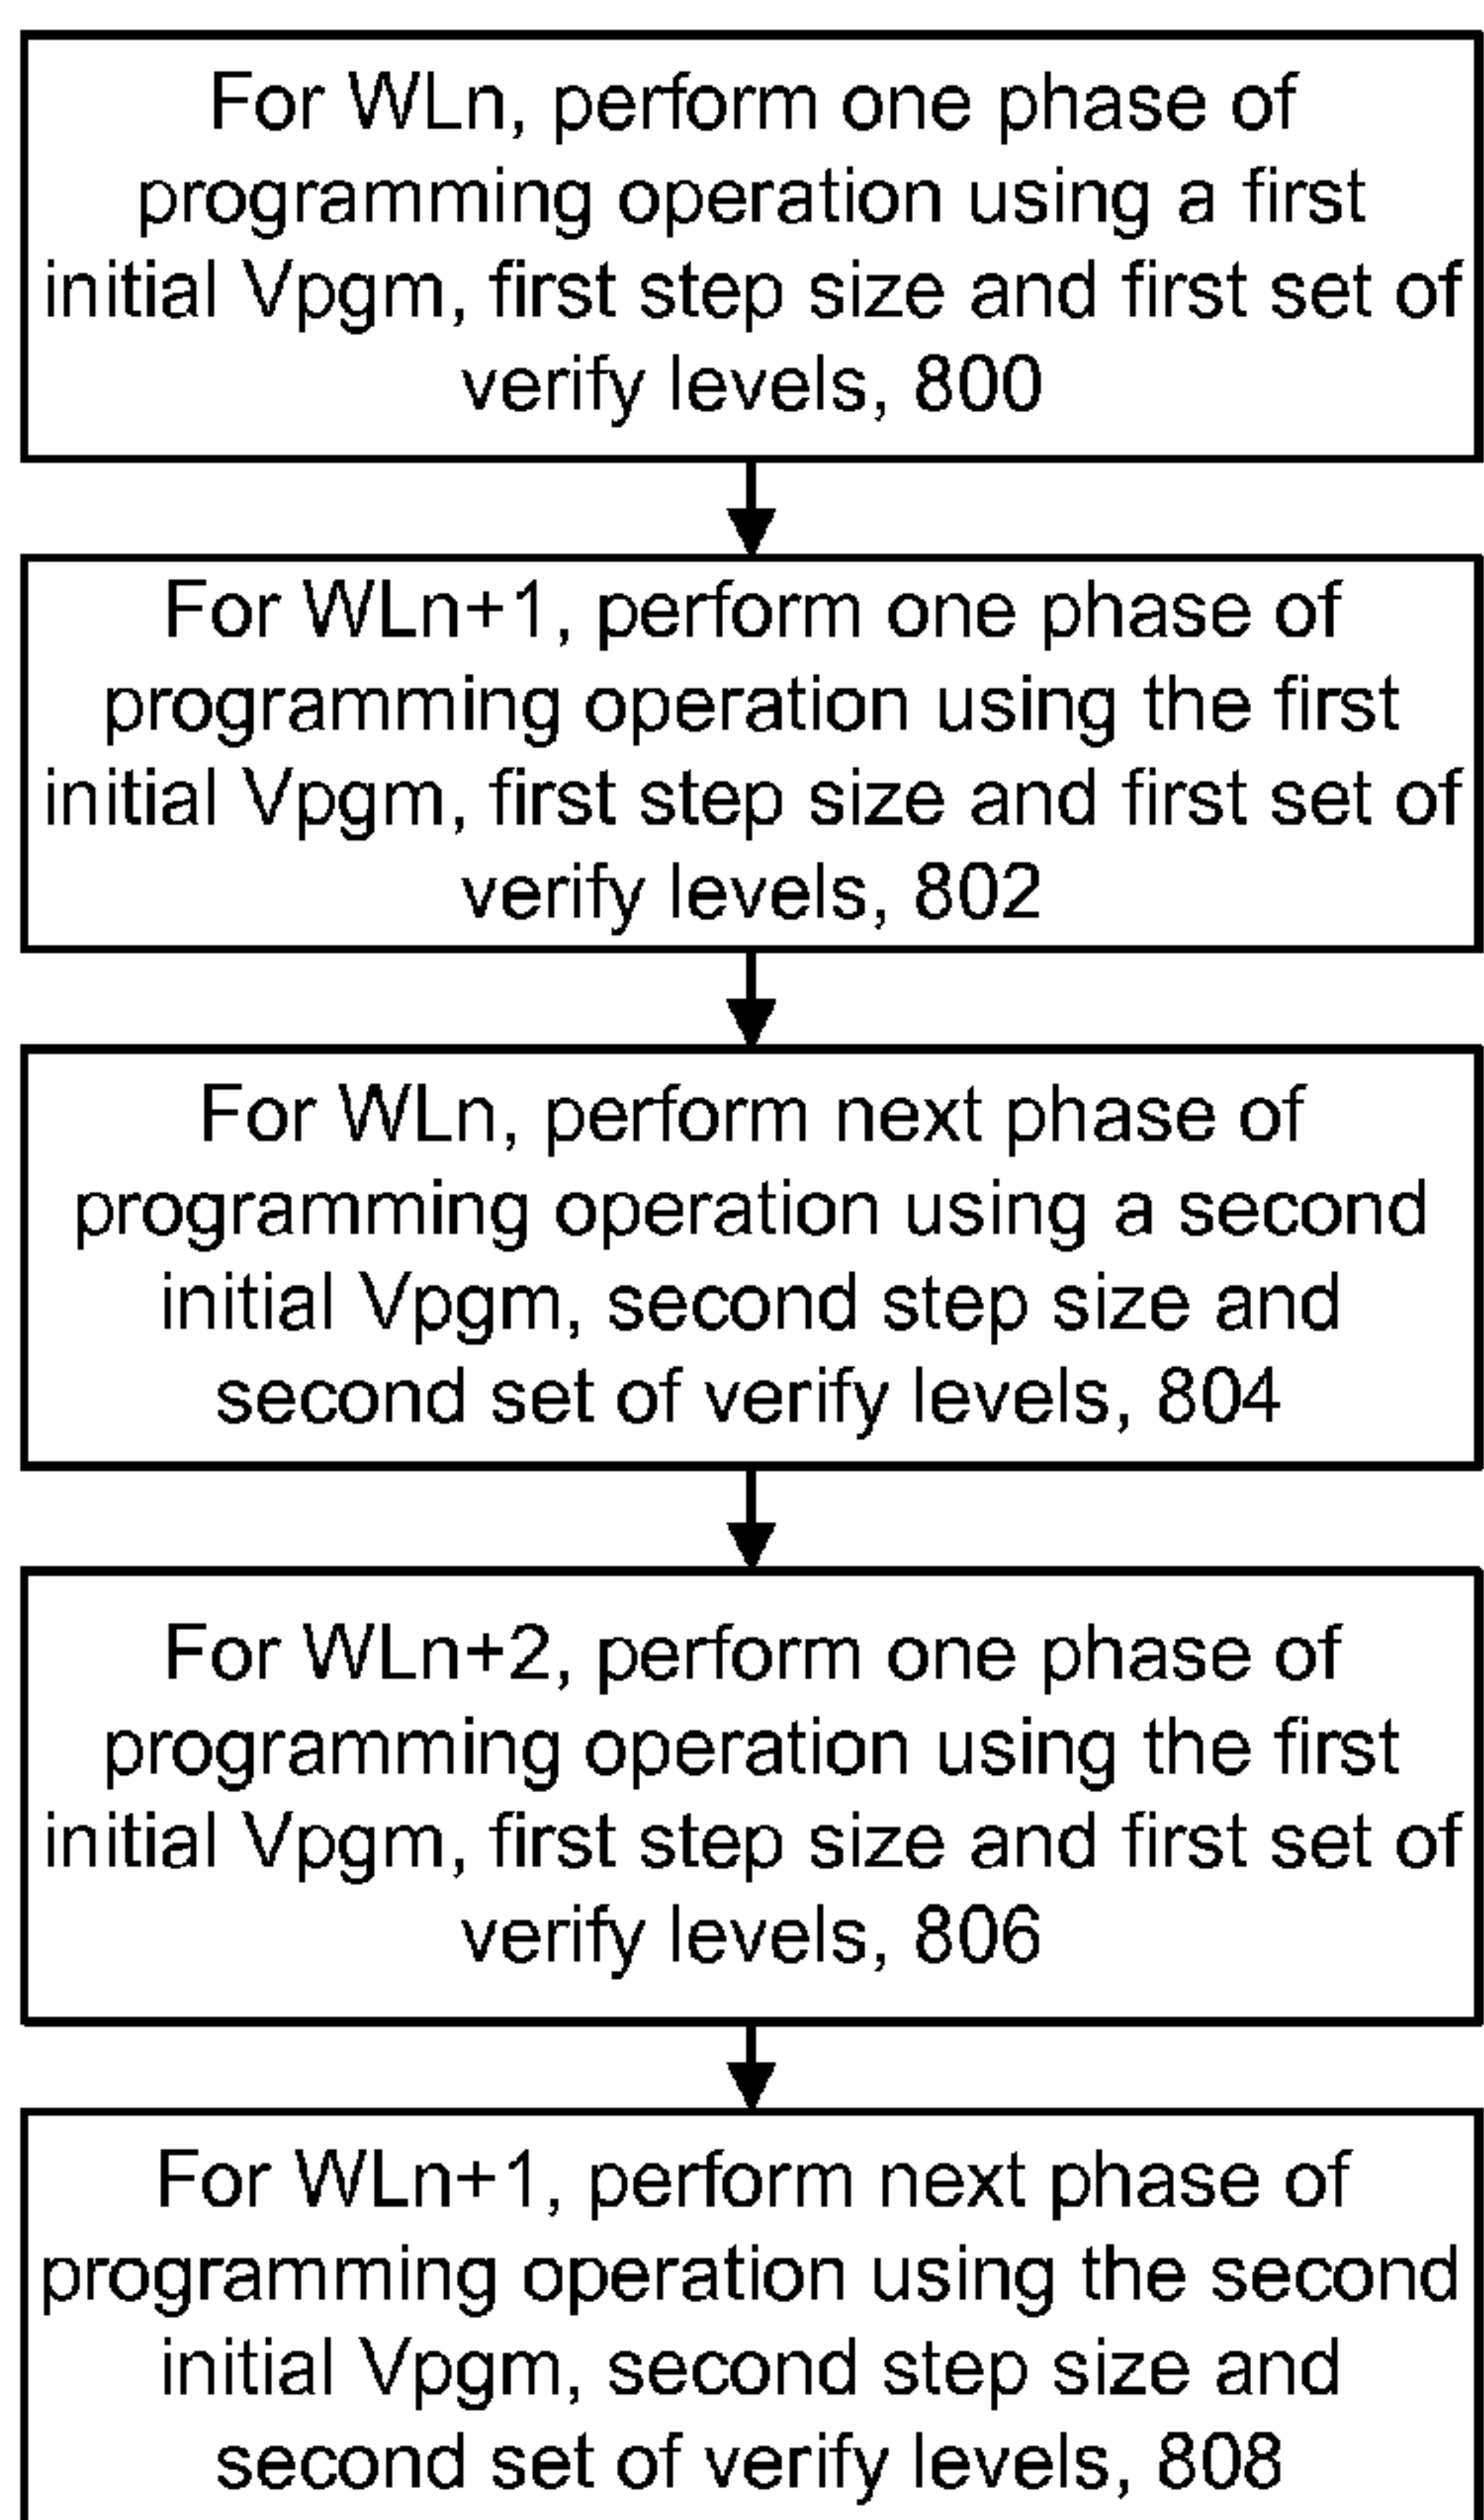 For WLn, perform one phase of
programming operation using a first
initial Vpgm, first step size and first set of
verify levels, 800
For WLn+1, perform one phase of
programming operation using the first
initial Vpgm, first step size and first set of
verify levels, 802
For WLn, perform next phase of
programming operation using a second
initial Vpgm, second step size and
second set of verify levels, 804
For WLn+2, perform one phase of
programming operation using the first
initial Vpgm, first step size and first set of
verify levels, 806
For WLn+1, perform next phase of
programming operation using the second
initial Vpgm, second step size and
second set of verify levels, 808